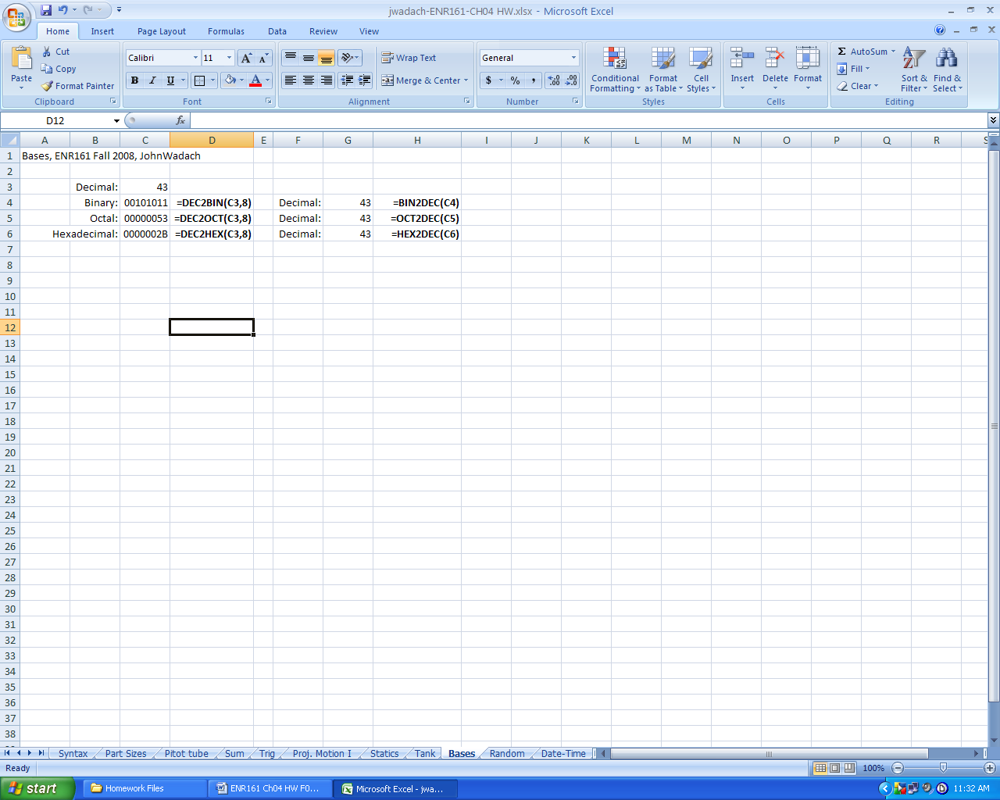 jwadach-ENR161-CH04 HW.xlsx - Microsoft Excel
Home Insert Page Layout Formulas Data Review View
Paste
Cut
Copy
Format Painter
Clipboard
Calibri 11
B I U
Font
Wrap Text
Merge & Center
Alignment
General
$ % ,
Number
Conditional Formatting
Format as Table
Cell Styles
Styles
Insert Delete Format
Cells
Σ AutoSum
Fill
Clear
Sort & Filter
Find & Select
Editing
D12 fx
A B C D E F G H I J K L M N O P Q R S
1 Bases, ENR161 Fall 2008, JohnWadach
2
3 Decimal: 43
4 Binary: 00101011 =DEC2BIN(C3,8) Decimal: 43 =BIN2DEC(C4)
5 Octal: 00000053 =DEC2OCT(C3,8) Decimal: 43 =OCT2DEC(C5)
6 Hexadecimal: 0000002B =DEC2HEX(C3,8) Decimal: 43 =HEX2DEC(C6)
7
8
9
10
11
12
13
14
15
16
17
18
19
20
21
22
23
24
25
26
27
28
29
30
31
32
33
34
35
36
37
38
Syntax Part Sizes Pitot tube Sum Trig Proj. Motion I Statics Tank Bases Random Date-Time
Ready 100%
start Homework Files ENR161 Ch04 HW F0... Microsoft Excel - jwa... 11:32 AM